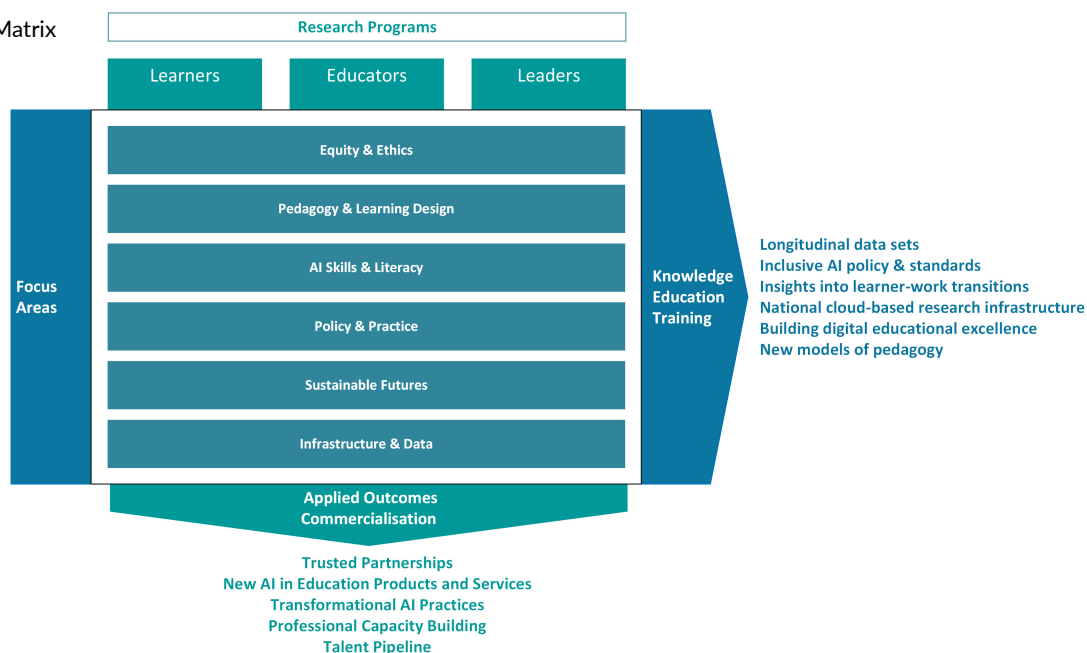 Matrix
Research Programs
Learners
Educators
Leaders
Focus
Areas
Equity & Ethics
Pedagogy & Learning Design
AI Skills & Literacy
Policy & Practice
Sustainable Futures
Infrastructure & Data
Knowledge
Education
Training
Longitudinal data sets
Inclusive AI policy & standards
Insights into learner-work transitions
National cloud-based research infrastructure
Building digital educational excellence
New models of pedagogy
Applied Outcomes
Commercialisation
Trusted Partnerships
New AI in Education Products and Services
Transformational AI Practices
Professional Capacity Building
Talent Pipeline